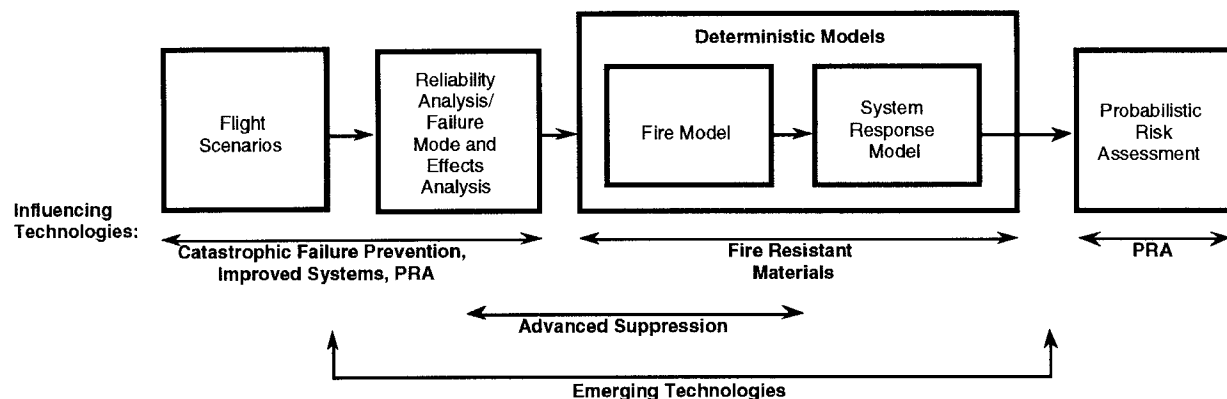 Deterministic Models
Flight
Scenarios
Reliability
Analysis/
Failure
Mode and
Effects
Analysis
Fire Model
System
Response
Model
Probabilistic
Risk
Assessment
Influencing
Technologies:
Catastrophic Failure Prevention,
Improved Systems, PRA
Fire Resistant
Materials
PRA
Advanced Suppression
Emerging Technologies